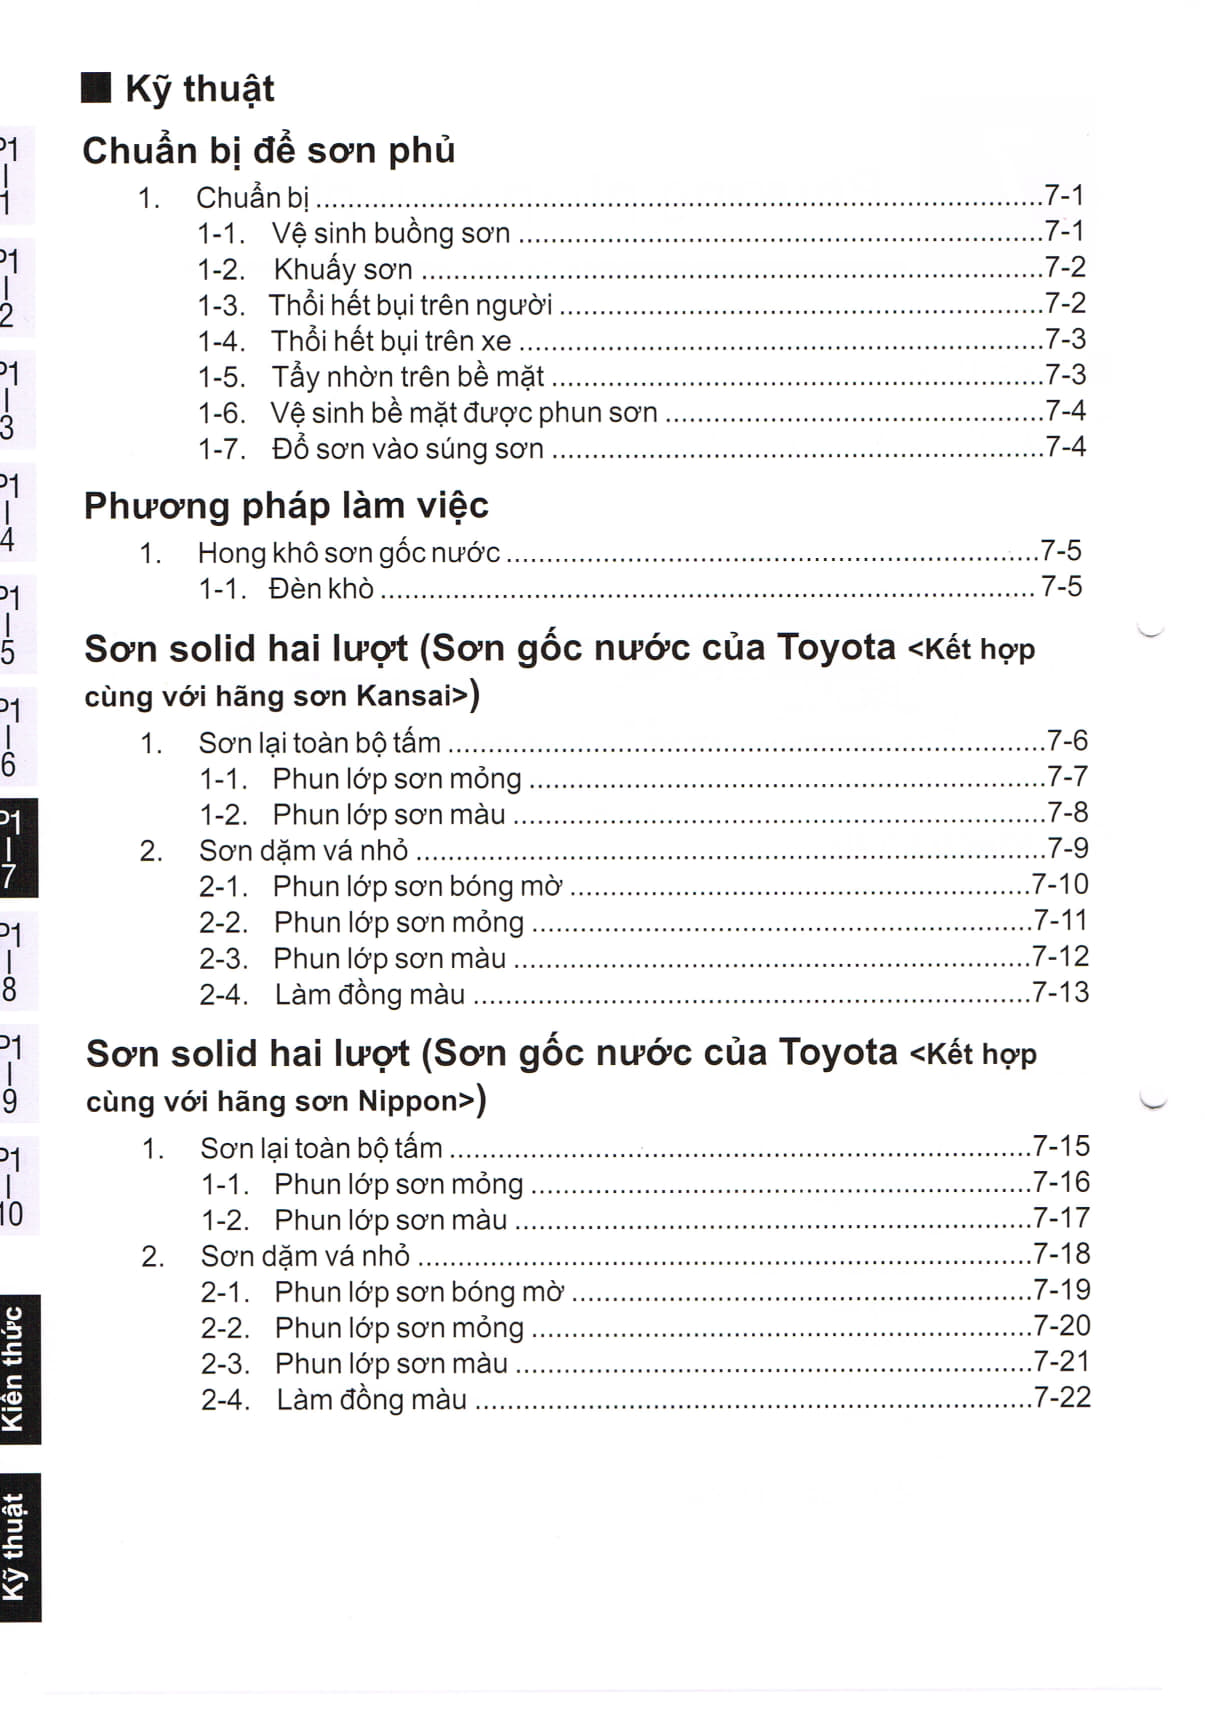 ■ Kỹ thuật
Chuẩn bị để sơn phủ
1. Chuẩn bị ........ 7-1
1-1. Vệ sinh buồng sơn ........ 7-1
1-2. Khuấy sơn ........ 7-2
1-3. Thổi hết bụi trên người ........ 7-2
1-4. Thổi hết bụi trên xe ........ 7-3
1-5. Tẩy nhờn trên bề mặt ........ 7-3
1-6. Vệ sinh bề mặt được phun sơn ........ 7-4
1-7. Đổ sơn vào súng sơn ........ 7-4
Phương pháp làm việc
1. Hong khô sơn gốc nước ........ 7-5
1-1. Đèn khò ........ 7-5
Sơn solid hai lượt (Sơn gốc nước của Toyota <Kết hợp
cùng với hãng sơn Kansai>)
1. Sơn lại toàn bộ tấm ........ 7-6
1-1. Phun lớp sơn mỏng ........ 7-7
1-2. Phun lớp sơn màu ........ 7-8
2. Sơn dặm vá nhỏ ........ 7-9
2-1. Phun lớp sơn bóng mờ ........ 7-10
2-2. Phun lớp sơn mỏng ........ 7-11
2-3. Phun lớp sơn màu ........ 7-12
2-4. Làm đồng màu ........ 7-13
Sơn solid hai lượt (Sơn gốc nước của Toyota <Kết hợp
cùng với hãng sơn Nippon>)
1. Sơn lại toàn bộ tấm ........ 7-15
1-1. Phun lớp sơn mỏng ........ 7-16
1-2. Phun lớp sơn màu ........ 7-17
2. Sơn dặm vá nhỏ ........ 7-18
2-1. Phun lớp sơn bóng mờ ........ 7-19
2-2. Phun lớp sơn mỏng ........ 7-20
2-3. Phun lớp sơn màu ........ 7-21
2-4. Làm đồng màu ........ 7-22
P1
1
P1
2
P1
3
P1
4
P1
5
P1
6
P1
7
P1
8
P1
9
P1
10
Kiến thức
Kỹ thuật